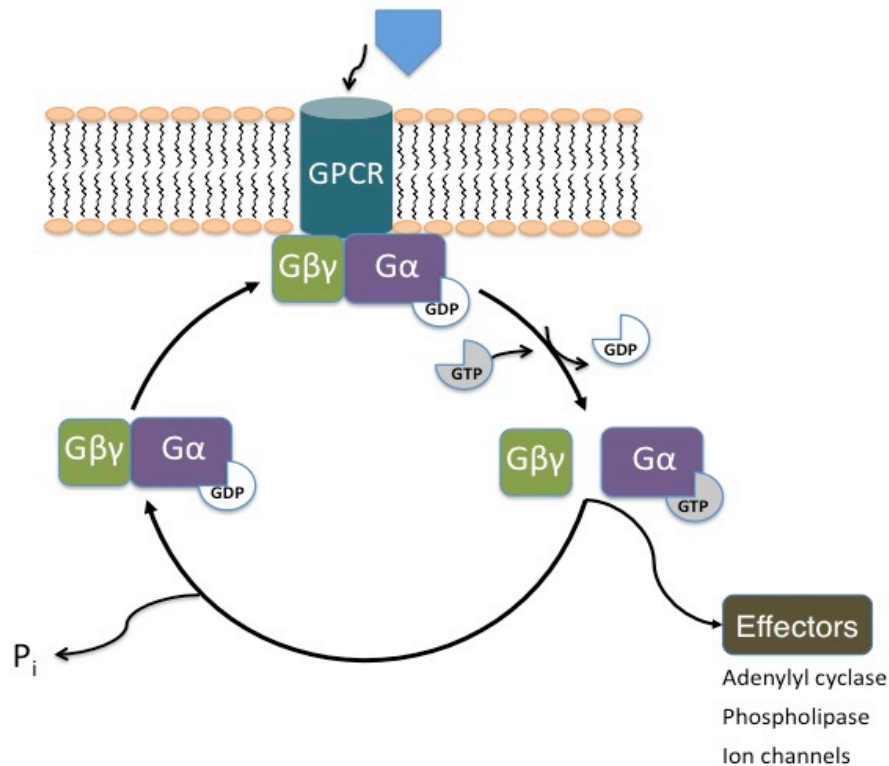 GPCR
Gβγ
Gα
GDP
GTP
GDP
Gβγ
Gα
GDP
Gβγ
Gα
GTP
Pi
Effectors
Adenylyl cyclase
Phospholipase
Ion channels